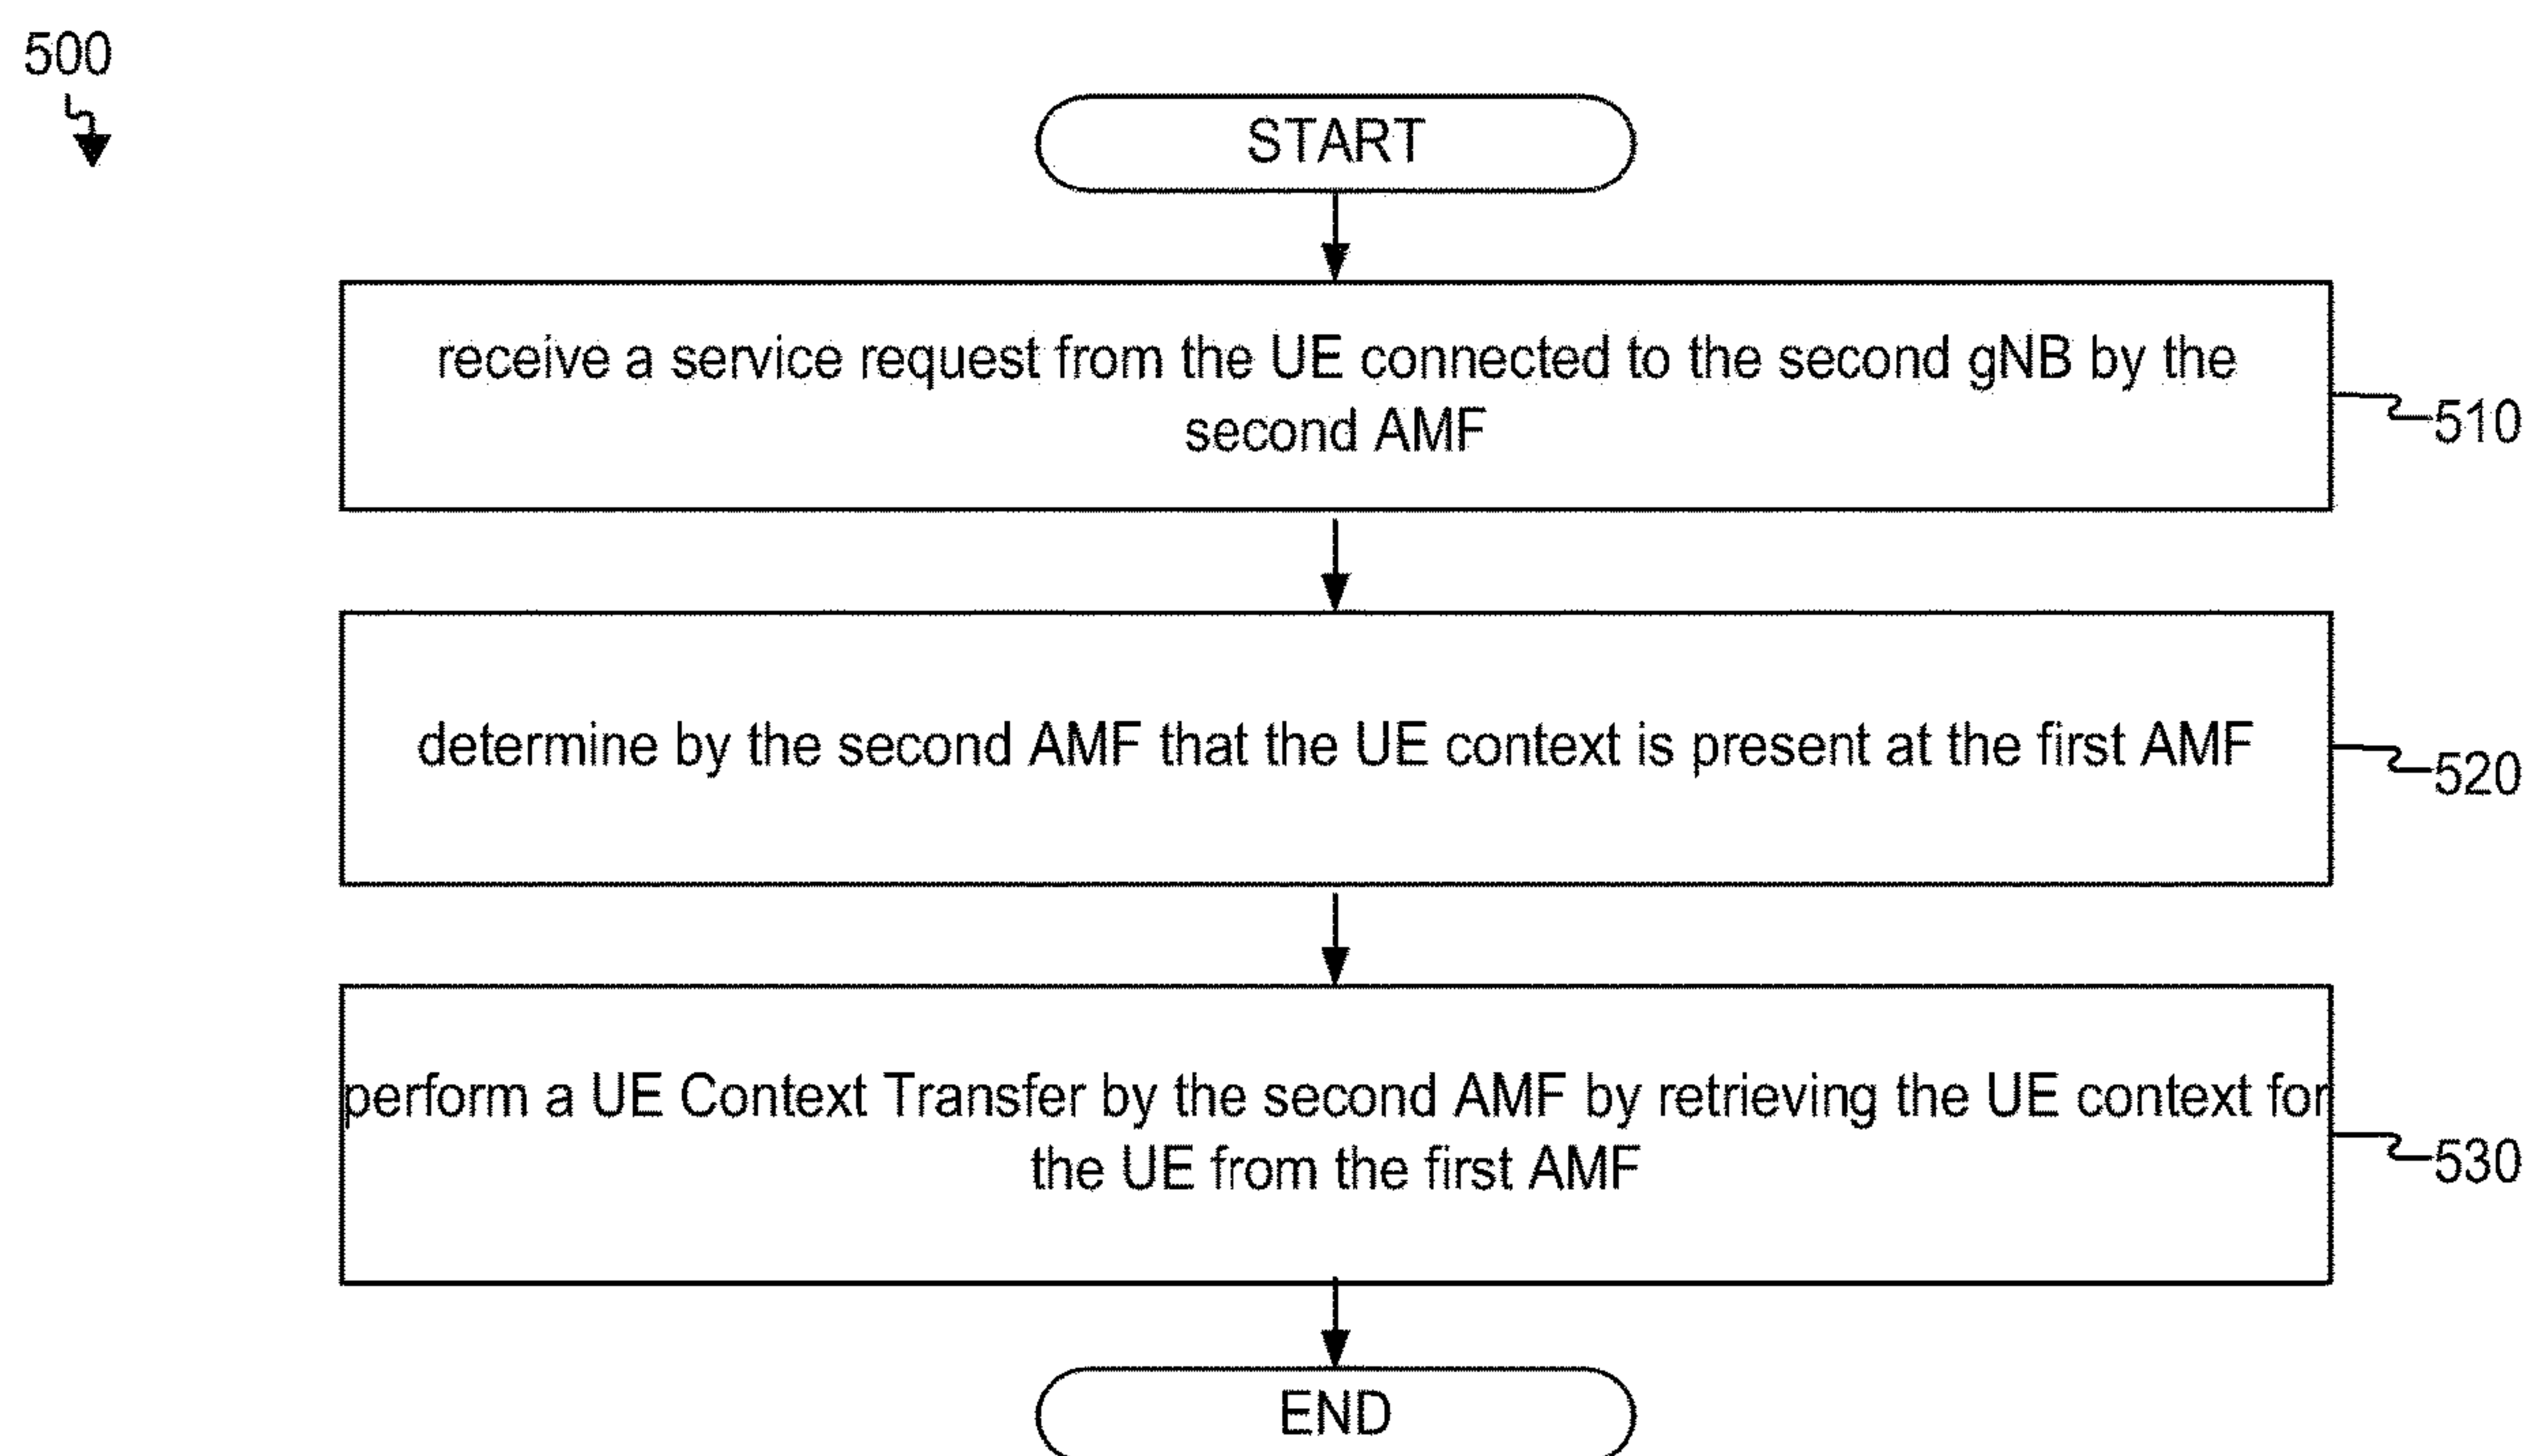 500
START
receive a service request from the UE connected to the second gNB by the
second AMF
510
determine by the second AMF that the UE context is present at the first AMF
520
perform a UE Context Transfer by the second AMF by retrieving the UE context for
the UE from the first AMF
530
END